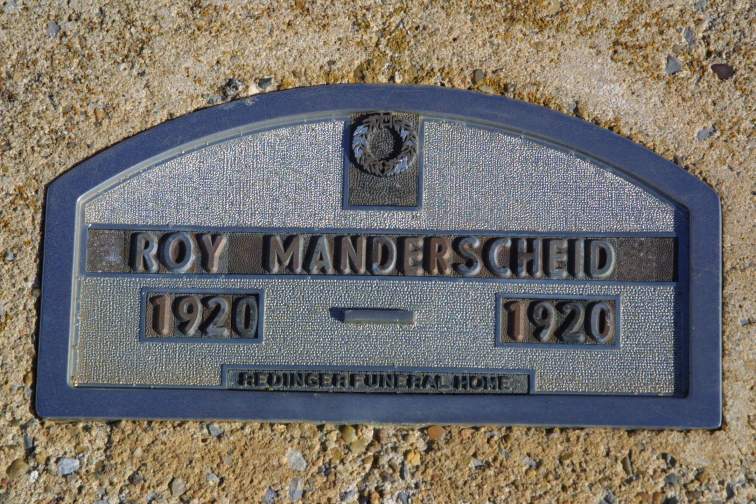 ROY MANDERSCHEID
1920 — 1920
REDINGER FUNERAL HOME